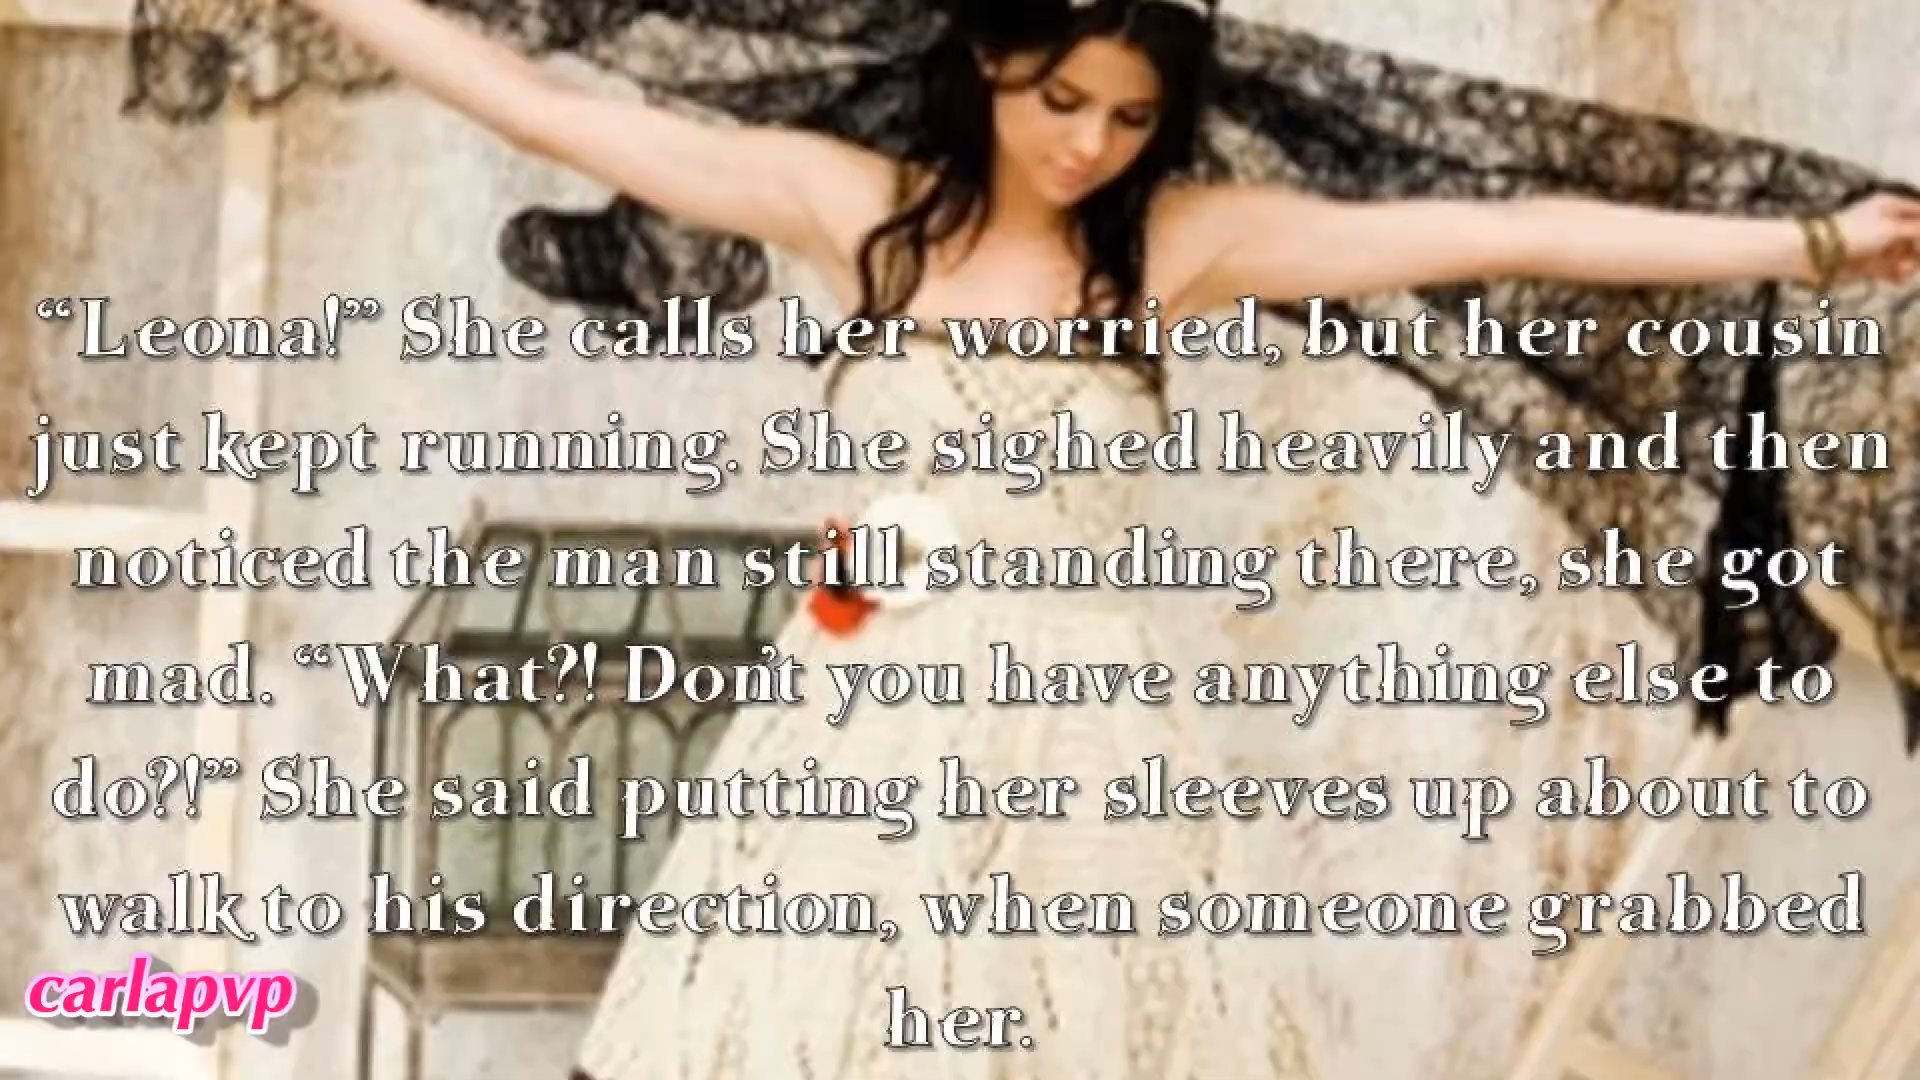 “Leona!” She calls her worried, but her cousin
just kept running. She sighed heavily and then
noticed the man still standing there, she got
mad. “What?! Don’t you have anything else to
do?!” She said putting her sleeves up about to
walk to his direction, when someone grabbed
her.
carlapvp